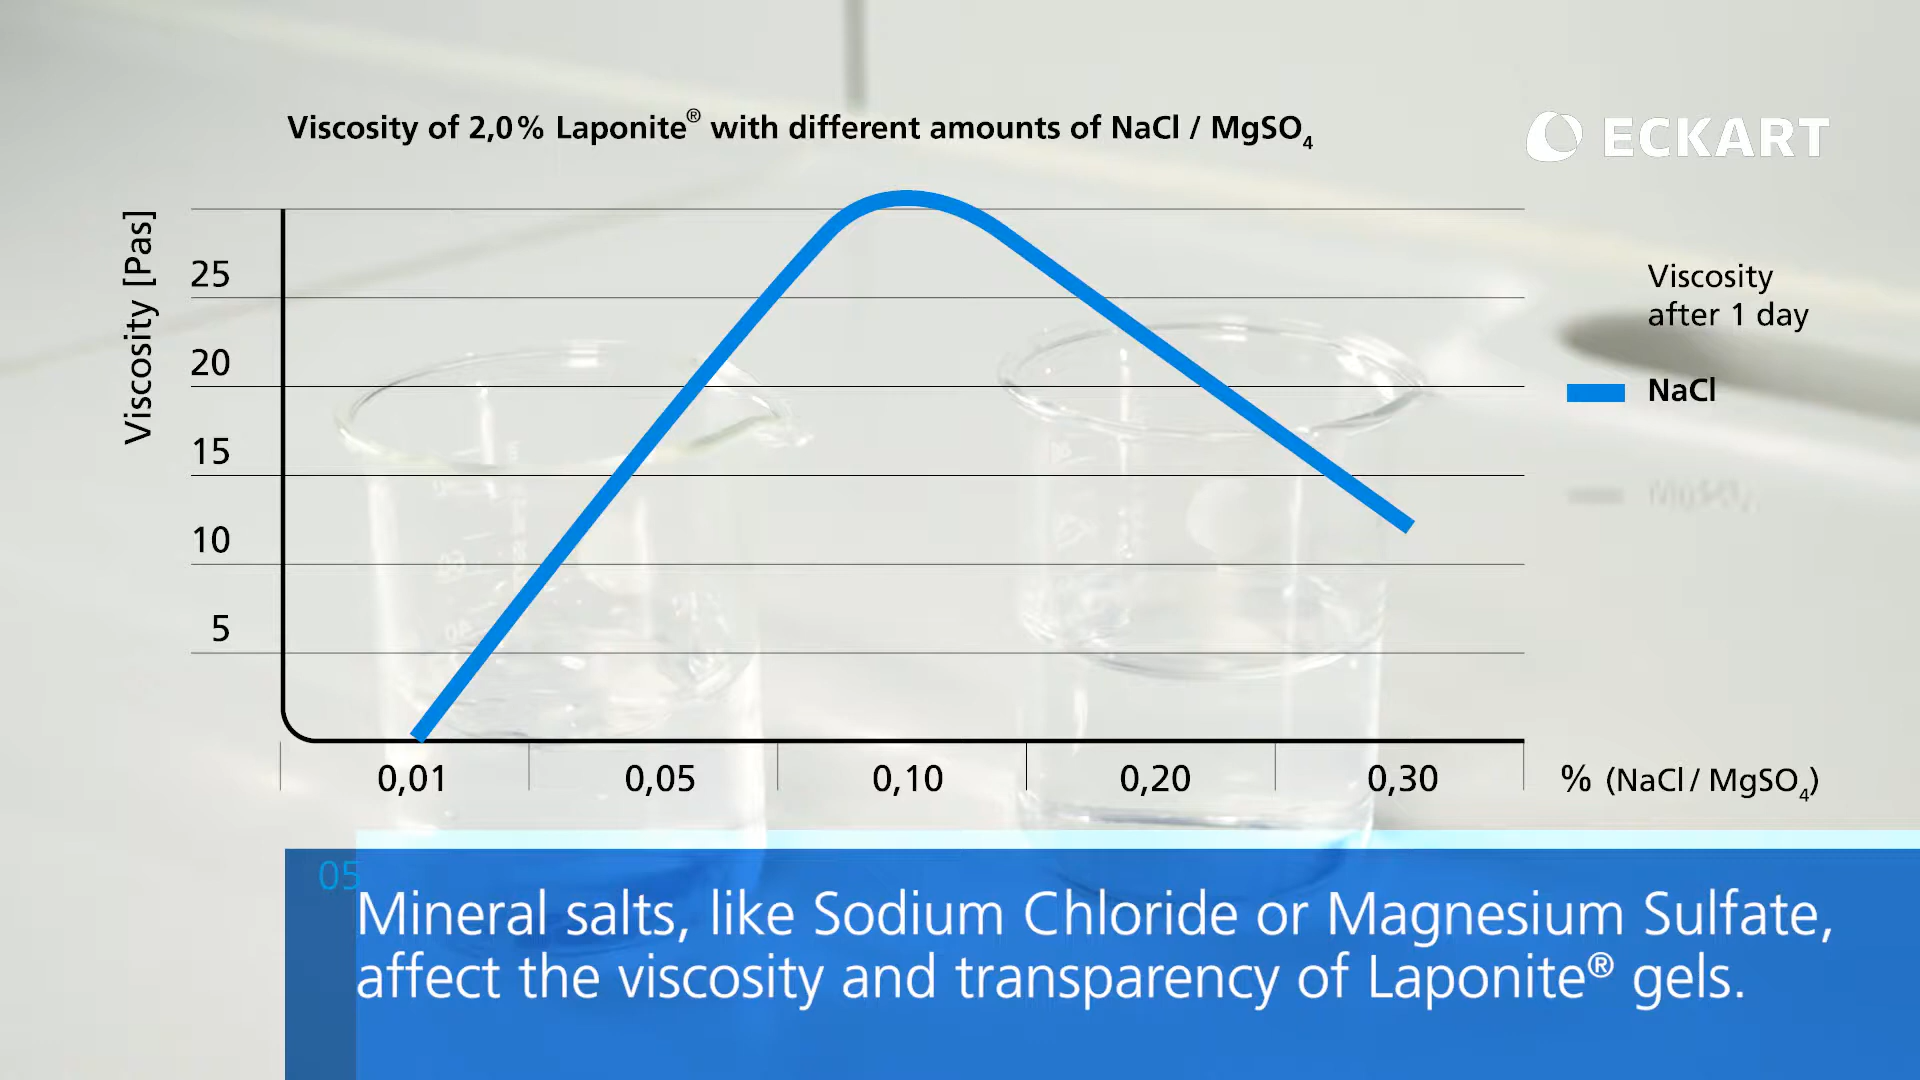 Viscosity of 2,0% Laponite® with different amounts of NaCl / MgSO₄
ECKART
Viscosity [Pas]
25
20
15
10
5
Viscosity
after 1 day
NaCl
MgSO₄
0,01 0,05 0,10 0,20 0,30 % (NaCl / MgSO₄)
05
Mineral salts, like Sodium Chloride or Magnesium Sulfate,
affect the viscosity and transparency of Laponite® gels.